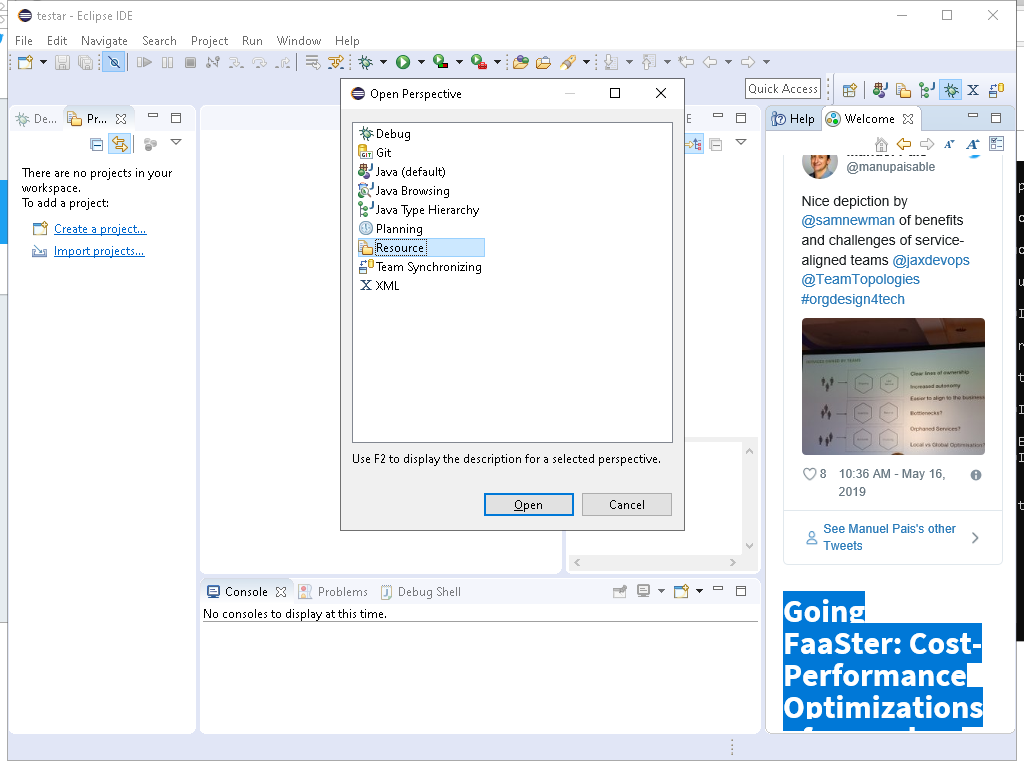 testar - Eclipse IDE
File Edit Navigate Search Project Run Window Help
Quick Access
De...
Pr...
There are no projects in your
workspace.
To add a project:
Create a project...
Import projects...
Open Perspective
Debug
Git
Java (default)
Java Browsing
Java Type Hierarchy
Planning
Resource
Team Synchronizing
XML
Use F2 to display the description for a selected perspective.
Open
Cancel
Console
Problems
Debug Shell
No consoles to display at this time.
Help
Welcome
@manupaisable
Nice depiction by
@samnewman of benefits
and challenges of service-
aligned teams @jaxdevops
@TeamTopologies
#orgdesign4tech
Clear lines of ownership
Increased autonomy
Easier to align to the business
Bottlenecks?
Orphaned Services?
Local vs Global Optimisation?
8 10:36 AM - May 16,
2019
See Manuel Pais's other
Tweets
Going
FaaSter: Cost-
Performance
Optimizations